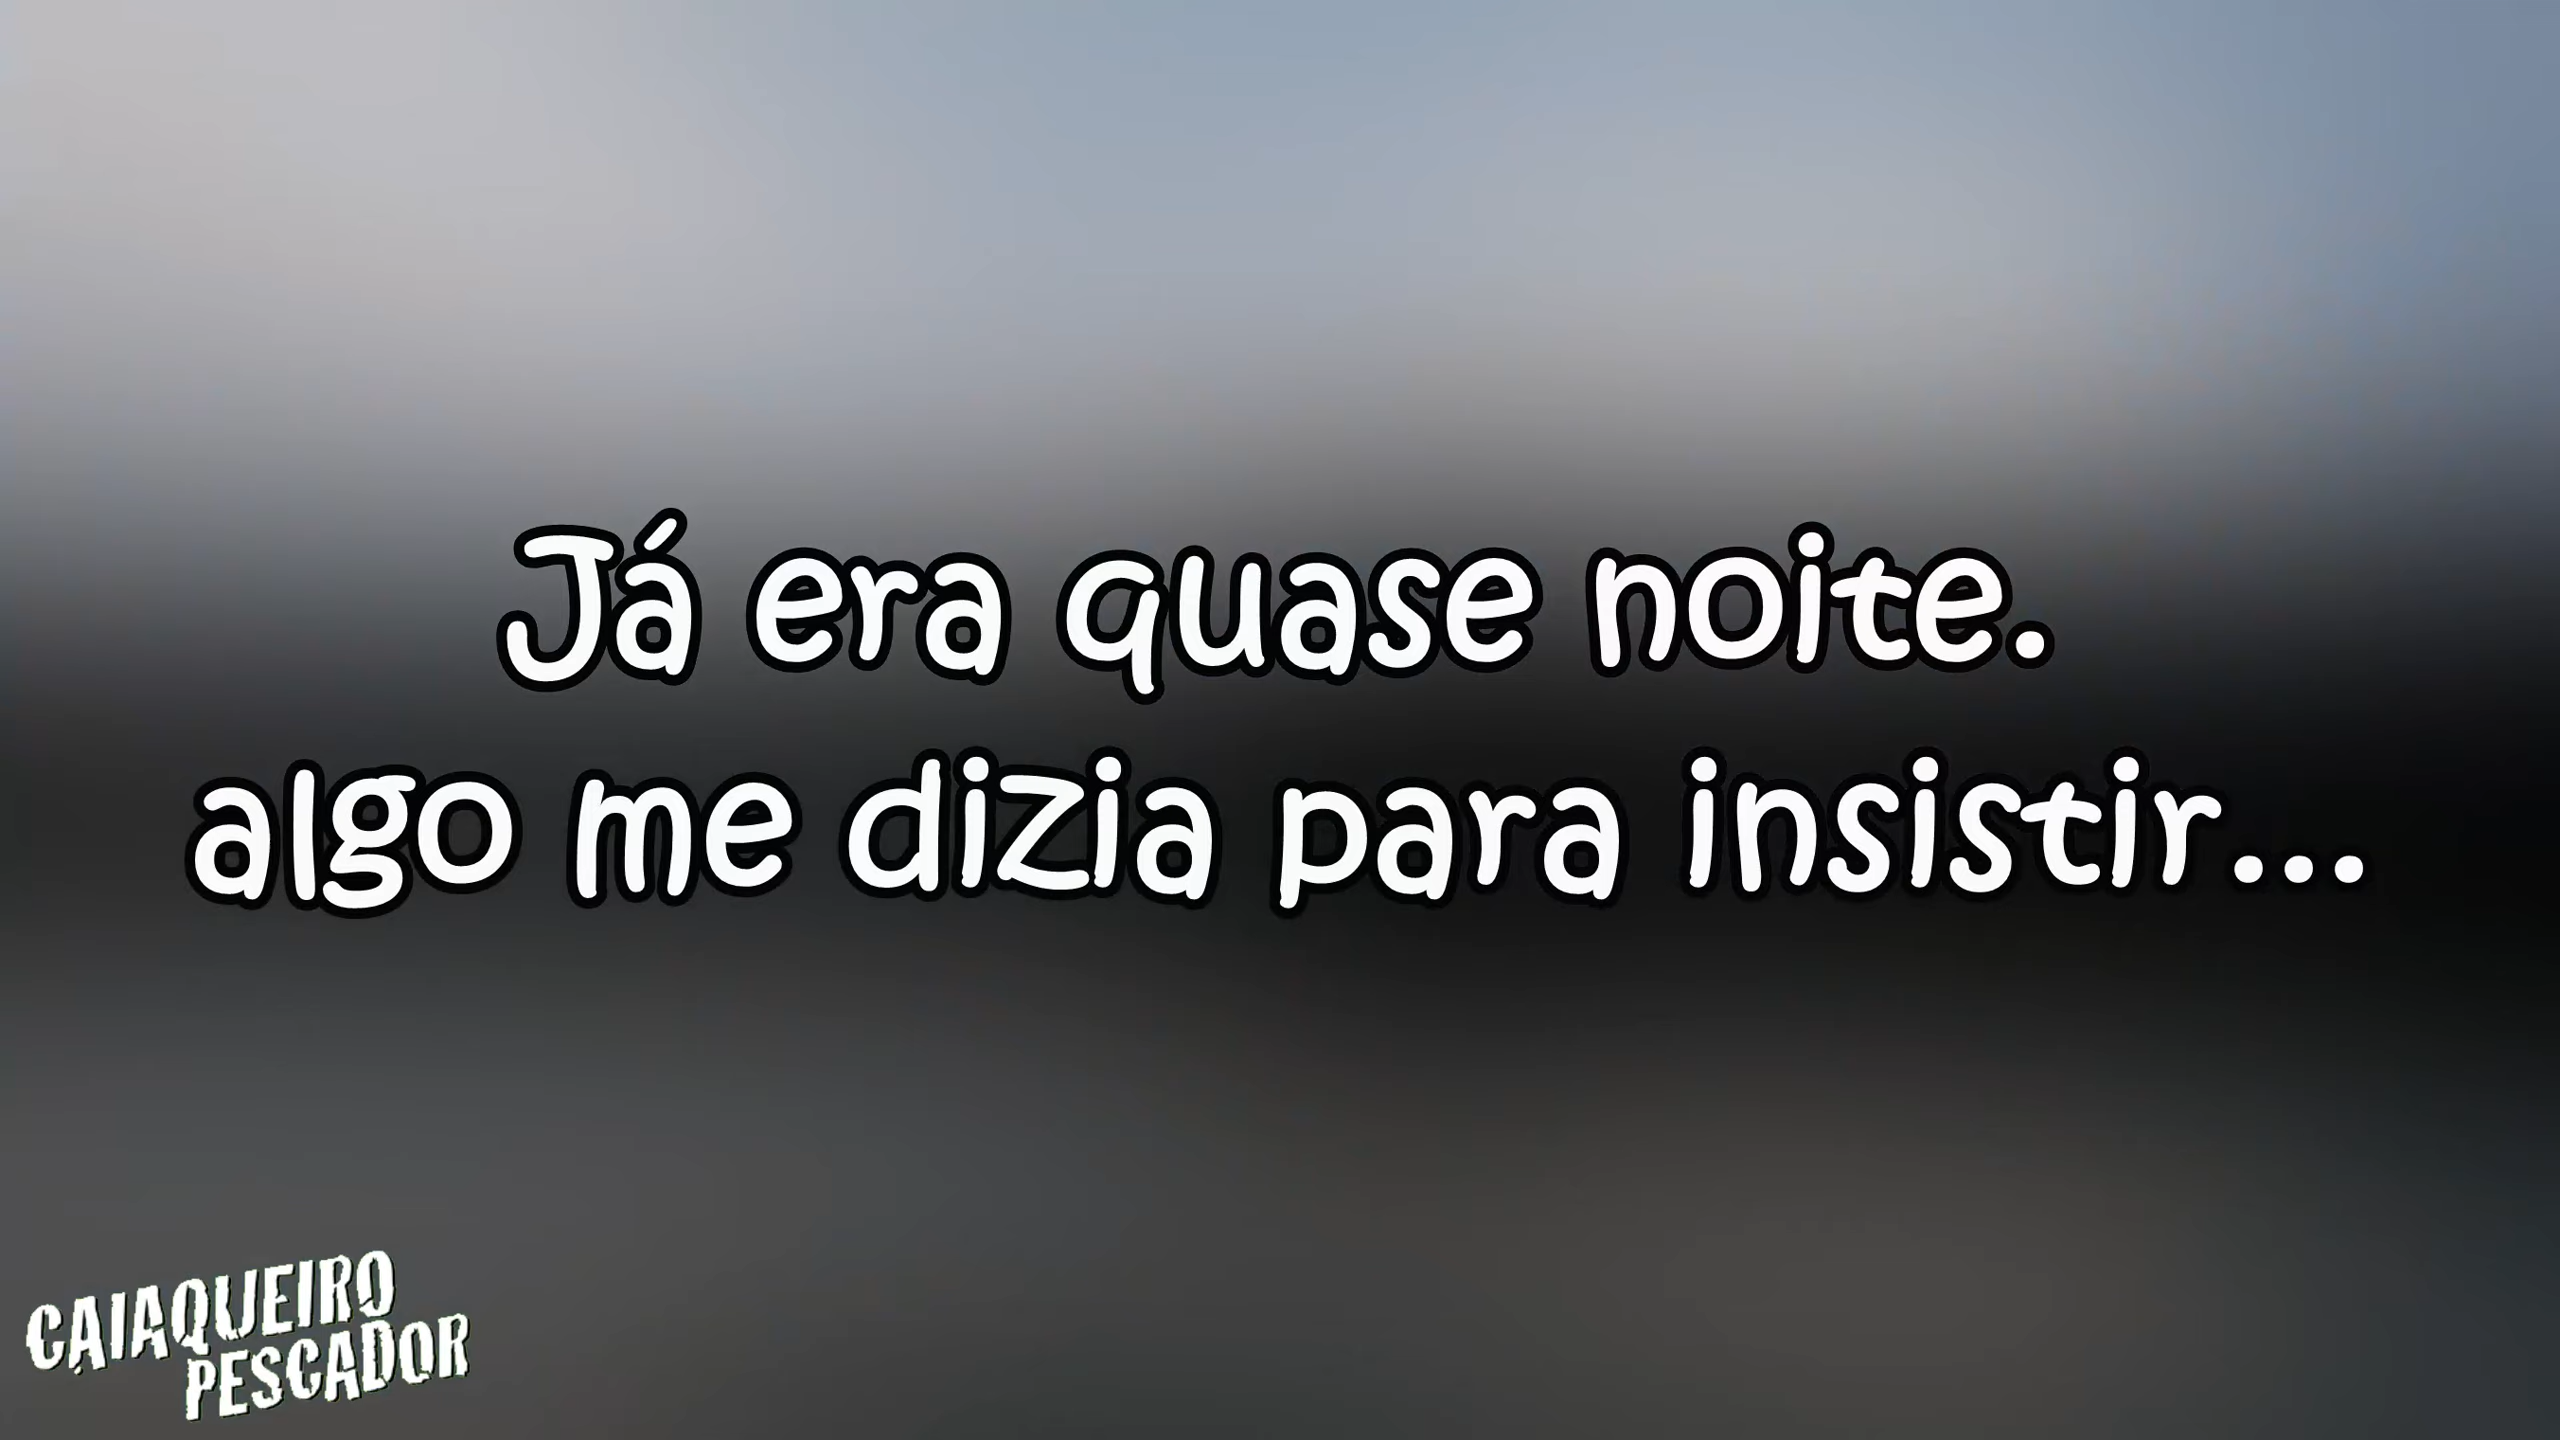 Já era quase noite.
algo me dizia para insistir...
CAIAQUEIRO
PESCADOR